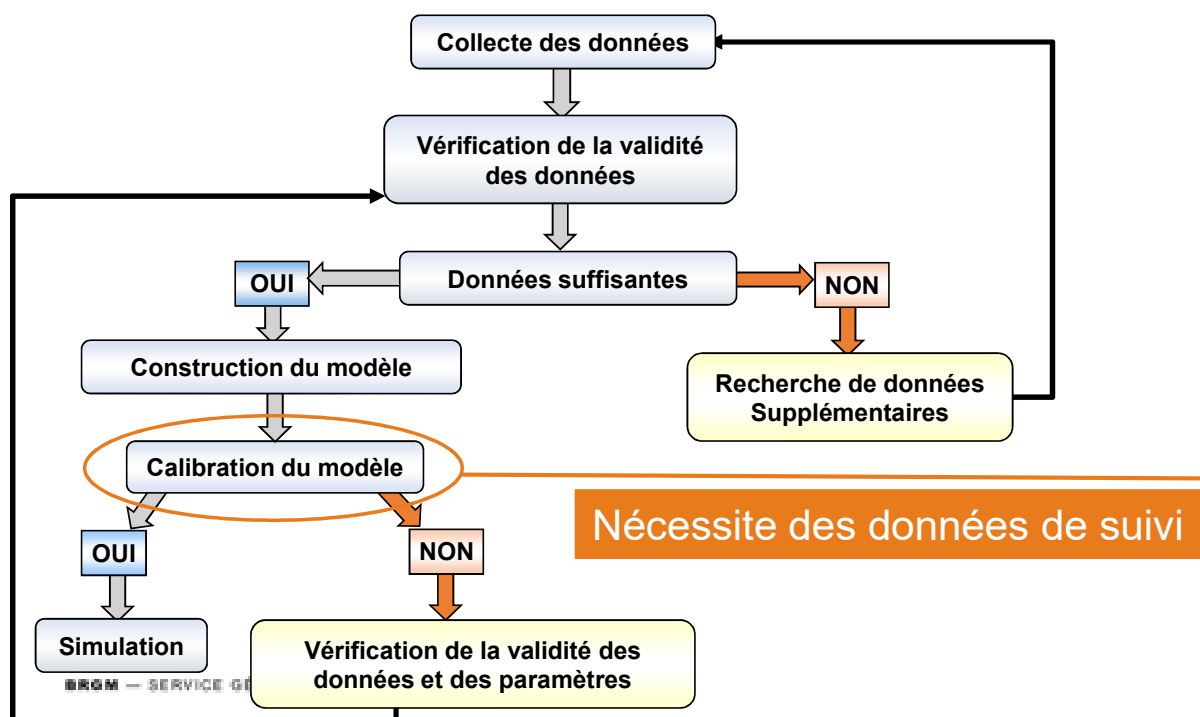 Collecte des données
Vérification de la validité
des données
OUI
Données suffisantes
NON
Construction du modèle
Recherche de données
Supplémentaires
Calibration du modèle
Nécessite des données de suivi
OUI
NON
Simulation
Vérification de la validité des
données et des paramètres
BRGM — SERVICE GÉ